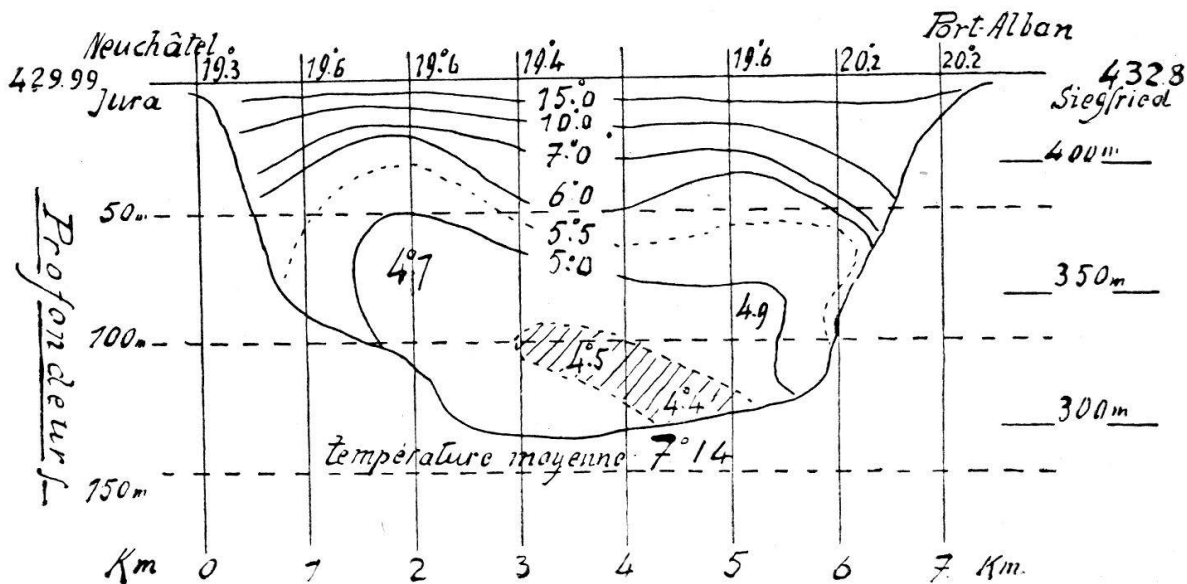 Neuchâtel Port-Alban
19°3 19°6 19°6 19°4 19°6 20°2 20°2
429.99 432.8
Jura Siegfried
15°0
10°0
7°0 400m
6°0
50m
5°5
5°0
4°7 350m
4.9
100m
4°5
4°4
300m
température moyenne 7°14
150m
Profondeurs
Km 0 1 2 3 4 5 6 7 Km.